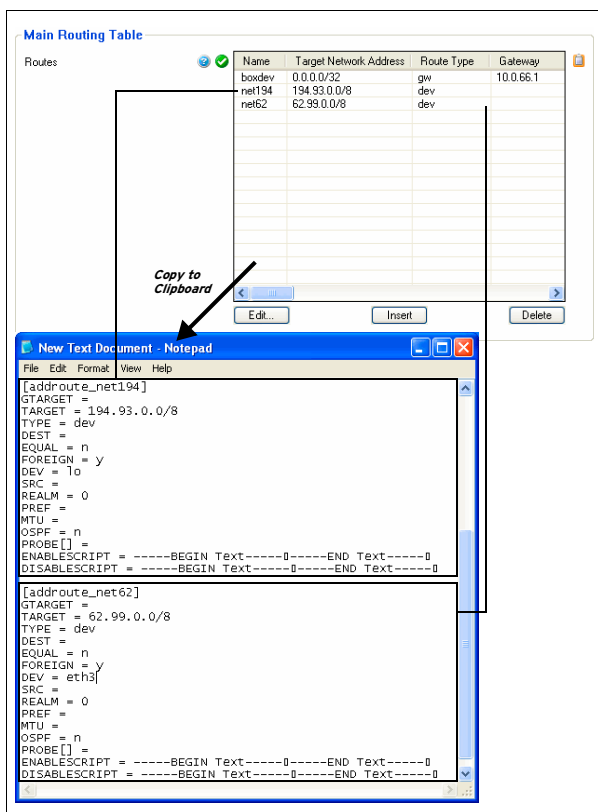 Main Routing Table
Routes
Name Target Network Address Route Type Gateway
boxdev 0.0.0.0/32 gw 10.0.66.1
net194 194.93.0.0/8 dev
net62 62.99.0.0/8 dev
Copy to
Clipboard
Edit... Insert Delete
New Text Document - Notepad
File Edit Format View Help
[addroute_net194]
GTARGET =
TARGET = 194.93.0.0/8
TYPE = dev
DEST =
EQUAL = n
FOREIGN = y
DEV = lo
SRC =
REALM = 0
PREF =
MTU =
OSPF = n
PROBE[] =
ENABLESCRIPT = -----BEGIN Text-----▯-----END Text-----▯
DISABLESCRIPT = -----BEGIN Text-----▯-----END Text-----▯
[addroute_net62]
GTARGET =
TARGET = 62.99.0.0/8
TYPE = dev
DEST =
EQUAL = n
FOREIGN = y
DEV = eth3
SRC =
REALM = 0
PREF =
MTU =
OSPF = n
PROBE[] =
ENABLESCRIPT = -----BEGIN Text-----▯-----END Text-----▯
DISABLESCRIPT = -----BEGIN Text-----▯-----END Text-----▯